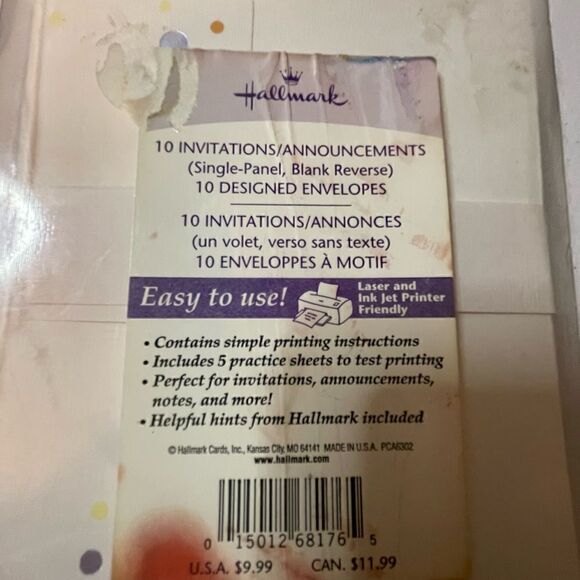 Hallmark
10 INVITATIONS/ANNOUNCEMENTS
(Single-Panel, Blank Reverse)
10 DESIGNED ENVELOPES
10 INVITATIONS/ANNONCES
(un volet, verso sans texte)
10 ENVELOPPES À MOTIF
Easy to use!
Laser and
Ink Jet Printer
Friendly
• Contains simple printing instructions
• Includes 5 practice sheets to test printing
• Perfect for invitations, announcements,
notes, and more!
• Helpful hints from Hallmark included
© Hallmark Cards, Inc., Kansas City, MO 64141 MADE IN U.S.A. PCA6302
www.hallmark.com
0 15012 68176 5
U.S.A. $9.99 CAN. $11.99